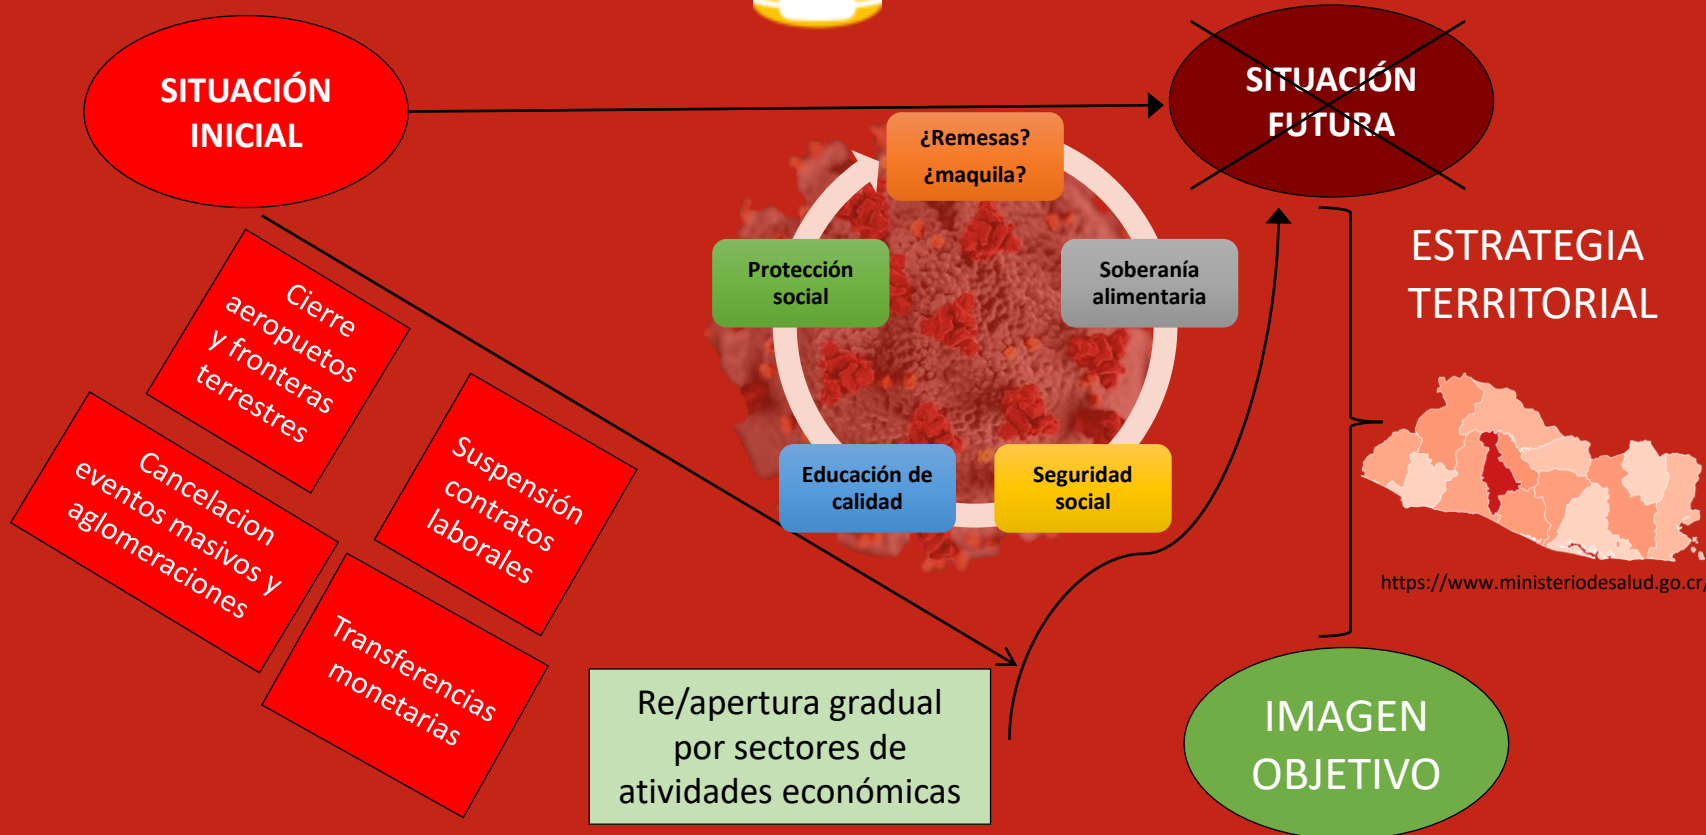 SITUACIÓN
INICIAL
SITUACIÓN
FUTURA
¿Remesas?
¿maquila?
Protección
social
Soberanía
alimentaria
Educación de
calidad
Seguridad
social
ESTRATEGIA
TERRITORIAL
Cierre
aeropuetos
y fronteras
terrestres
Cancelacion
eventos masivos y
aglomeraciones
Suspensión
contratos
laborales
Transferencias
monetarias
https://www.ministeriodesalud.go.cr/
Re/apertura gradual
por sectores de
atividades económicas
IMAGEN
OBJETIVO